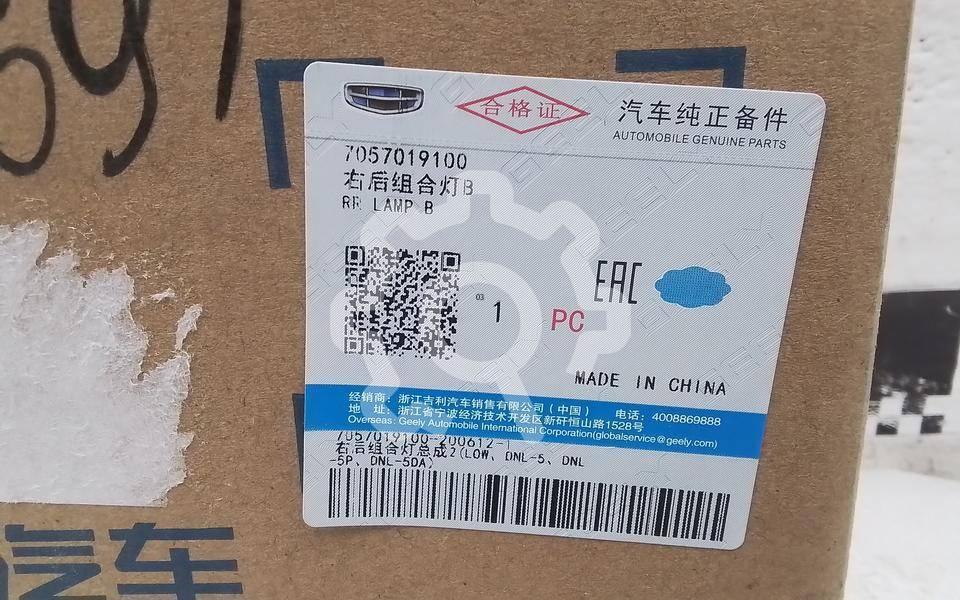 合格证
汽车纯正备件
AUTOMOBILE GENUINE PARTS
7057019100
右后组合灯B
RR LAMP B
03
1
PC
EAC
MADE IN CHINA
经销商：浙江吉利汽车销售有限公司（中国） 电话：4008869888
地 址：浙江省宁波经济技术开发区新矸恒山路1528号
Overseas: Geely Automobile International Corporation(globalservice@geely.com)
7057019100-200612-1
右后组合灯总成2(LOW、DNL-5、DNL
-5P、DNL-5DA)
汽车